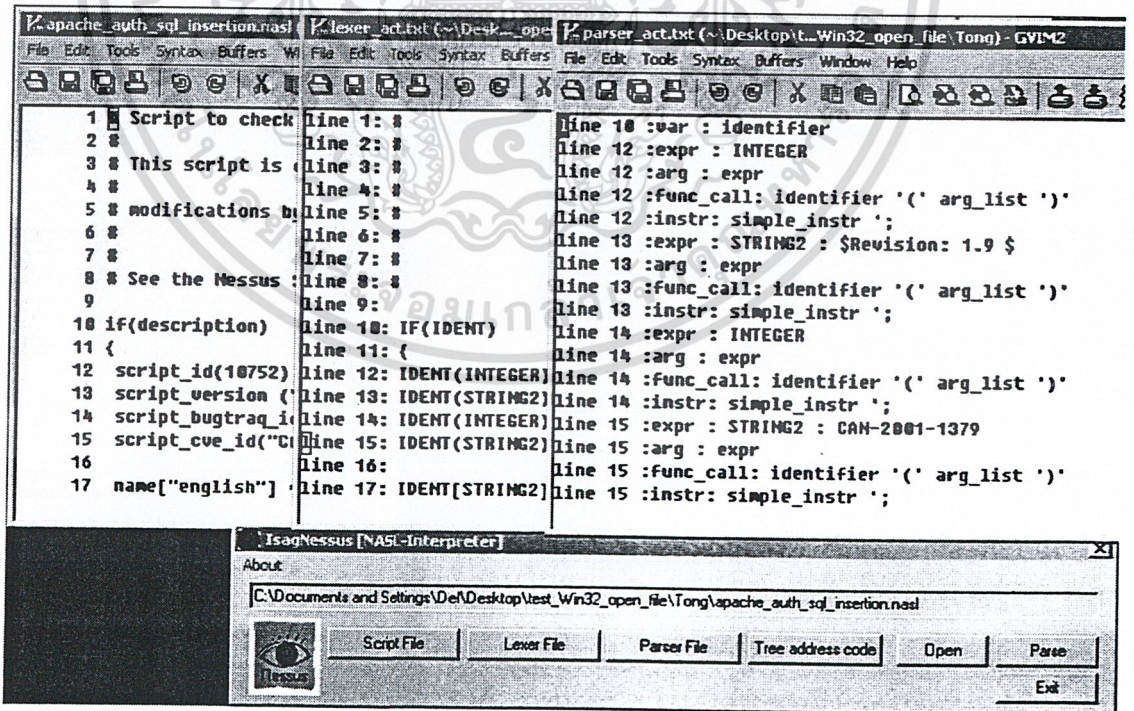 apache_auth_sql_insertion.nasl (
File Edit Tools Syntax Buffers Wi
1 # Script to check
2 #
3 # This script is
4 #
5 # modifications by
6 #
7 #
8 # See the Nessus
9
10 if(description)
11 {
12 script_id(10752)
13 script_version ("
14 script_bugtraq_i
15 script_cve_id("C
16
17 name["english"]
lexer_act.txt (~\Desk..._ope
File Edit Tools Syntax Buffers
line 1: #
line 2: #
line 3: #
line 4: #
line 5: #
line 6: #
line 7: #
line 8: #
line 9:
line 10: IF(IDENT)
line 11: {
line 12: IDENT(INTEGER)
line 13: IDENT(STRING2)
line 14: IDENT(INTEGER)
line 15: IDENT(STRING2)
line 16:
line 17: IDENT[STRING2]
parser_act.txt (~\Desktop\t...Win32_open_file\Tong) - GVIM2
File Edit Tools Syntax Buffers Window Help
line 10 :var : identifier
line 12 :expr : INTEGER
line 12 :arg : expr
line 12 :func_call: identifier '(' arg_list ')'
line 12 :instr: simple_instr ';
line 13 :expr : STRING2 : $Revision: 1.9 $
line 13 :arg : expr
line 13 :func_call: identifier '(' arg_list ')'
line 13 :instr: simple_instr ';
line 14 :expr : INTEGER
line 14 :arg : expr
line 14 :func_call: identifier '(' arg_list ')'
line 14 :instr: simple_instr ';
line 15 :expr : STRING2 : CAN-2001-1379
line 15 :arg : expr
line 15 :func_call: identifier '(' arg_list ')'
line 15 :instr: simple_instr ';
IsagNessus [NASL-Interpreter]
About
C:\Documents and Settings\Del\Desktop\test_Win32_open_file\Tong\apache_auth_sql_insertion.nasl
Nessus
Script File
Lexer File
Parser File
Tree address code
Open
Parse
Exit